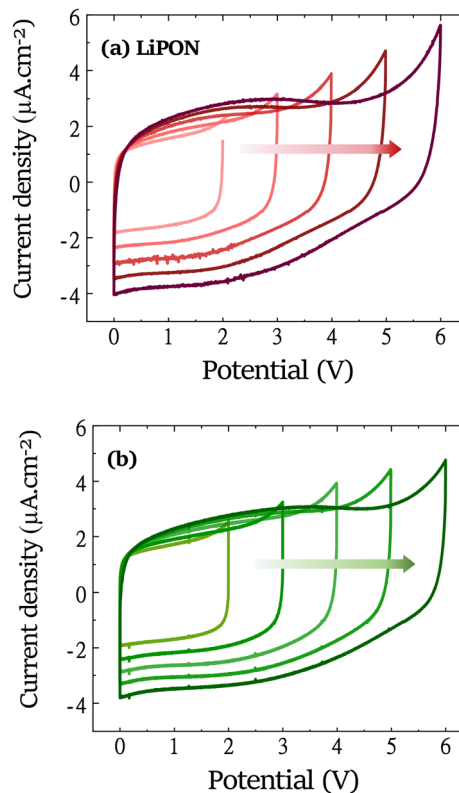 (a) LiPON
Current density (μA.cm⁻²)
6
4
2
0
-2
-4
0 1 2 3 4 5 6
Potential (V)
(b)
Current density (μA.cm⁻²)
6
4
2
0
-2
-4
0 1 2 3 4 5 6
Potential (V)